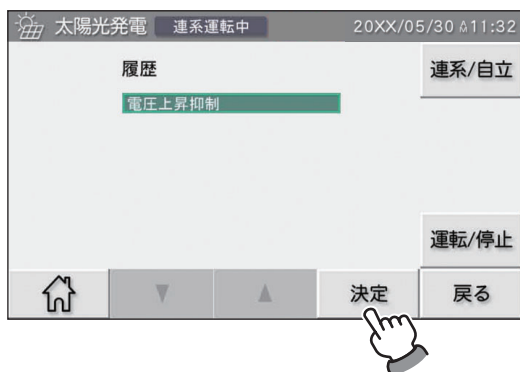 太陽光発電 連系運転中 20XX/05/30 11:32
履歴
連系/自立
電圧上昇抑制
運転/停止
▼ ▲ 決定 戻る